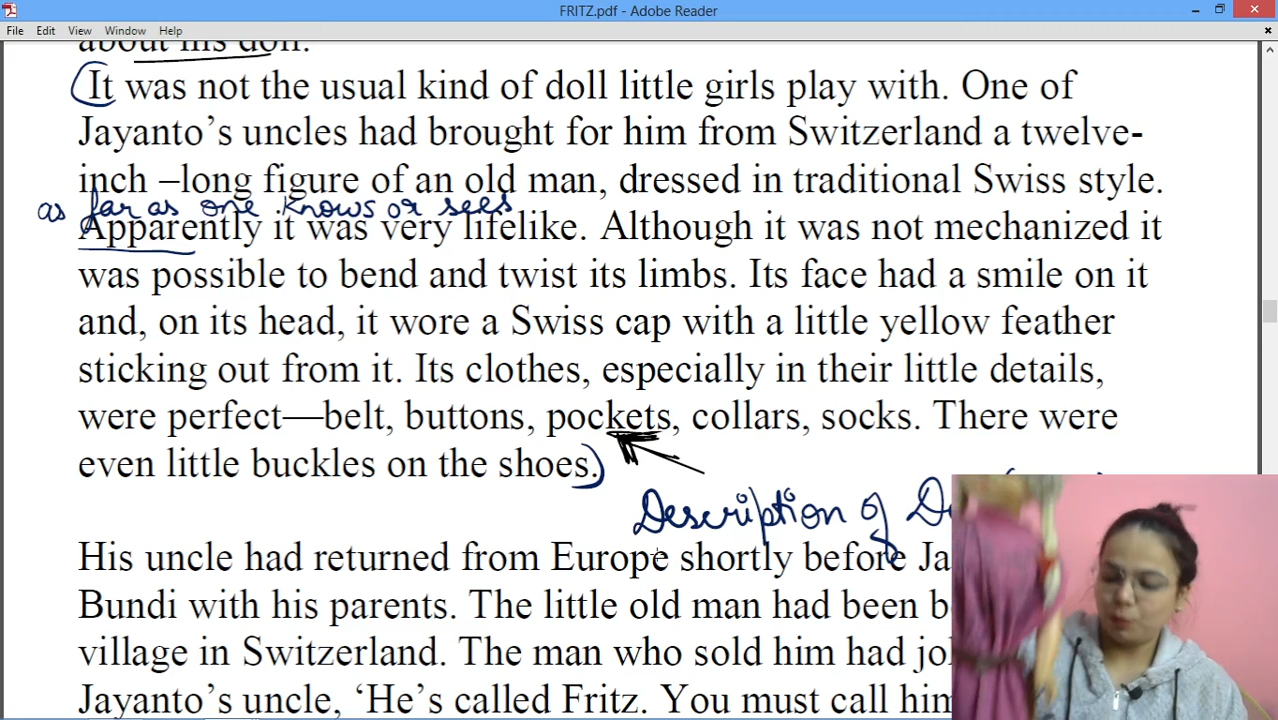 FRITZ.pdf - Adobe Reader
File Edit View Window Help
about his doll.
It was not the usual kind of doll little girls play with. One of
Jayanto’s uncles had brought for him from Switzerland a twelve-
inch –long figure of an old man, dressed in traditional Swiss style.
as far as one knows or sees
Apparently it was very lifelike. Although it was not mechanized it
was possible to bend and twist its limbs. Its face had a smile on it
and, on its head, it wore a Swiss cap with a little yellow feather
sticking out from it. Its clothes, especially in their little details,
were perfect—belt, buttons, pockets, collars, socks. There were
even little buckles on the shoes.
Description of
His uncle had returned from Europe shortly before
Bundi with his parents. The little old man had been
village in Switzerland. The man who sold him had
Jayanto’s uncle, ‘He’s called Fritz. You must call him